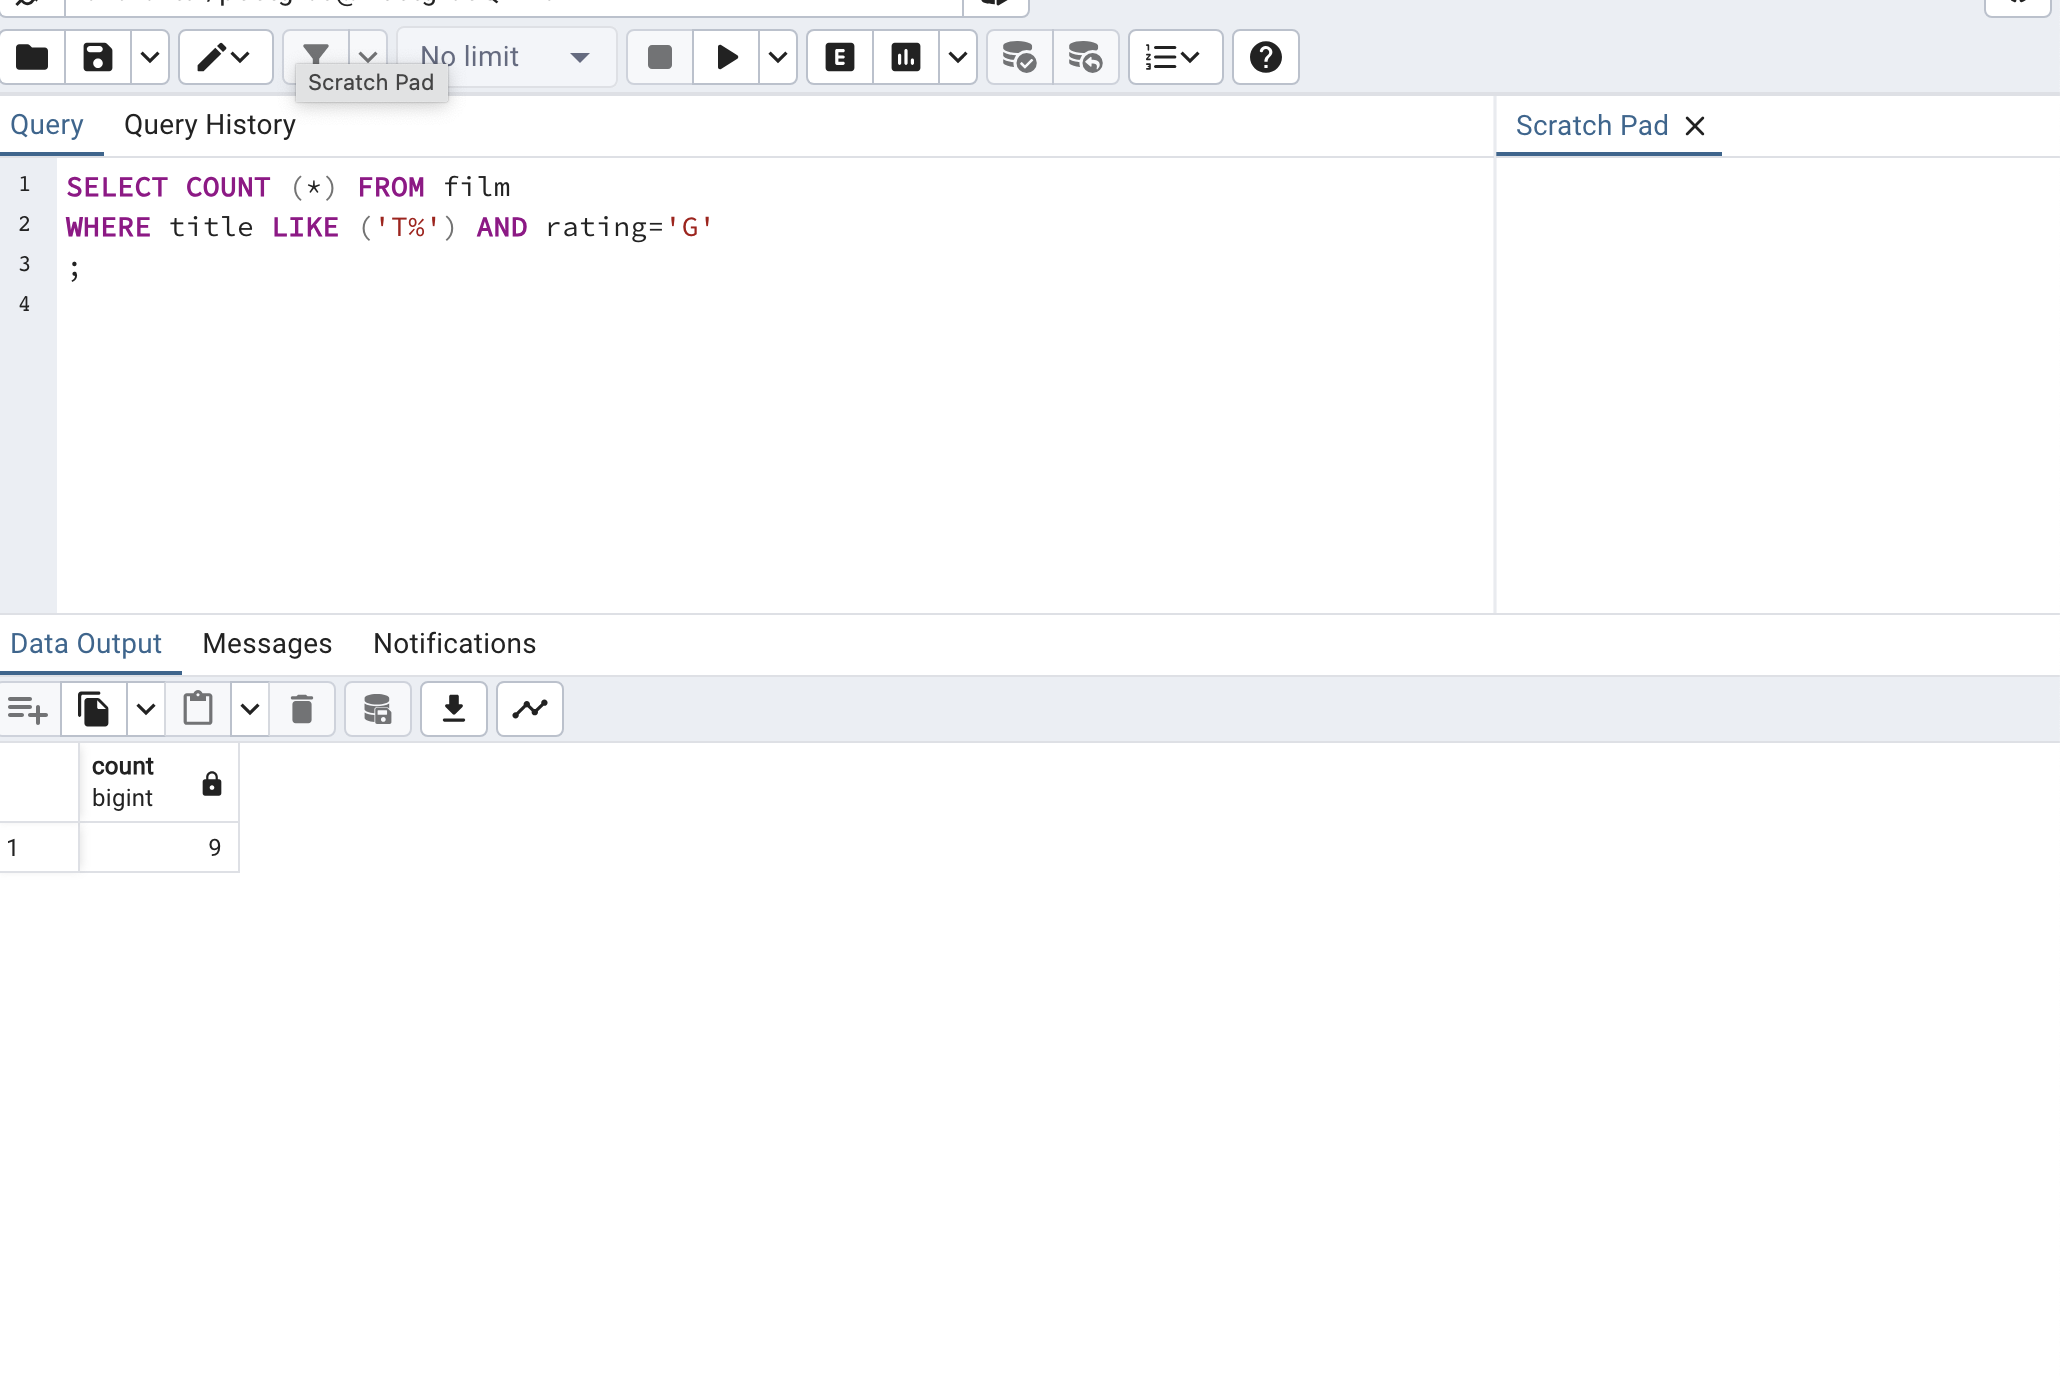 No limit
E
Scratch Pad
Query
Query History
Scratch Pad
1 SELECT COUNT (*) FROM film
2 WHERE title LIKE ('T%') AND rating='G'
3 ;
4
Data Output
Messages
Notifications
count
bigint
1
9